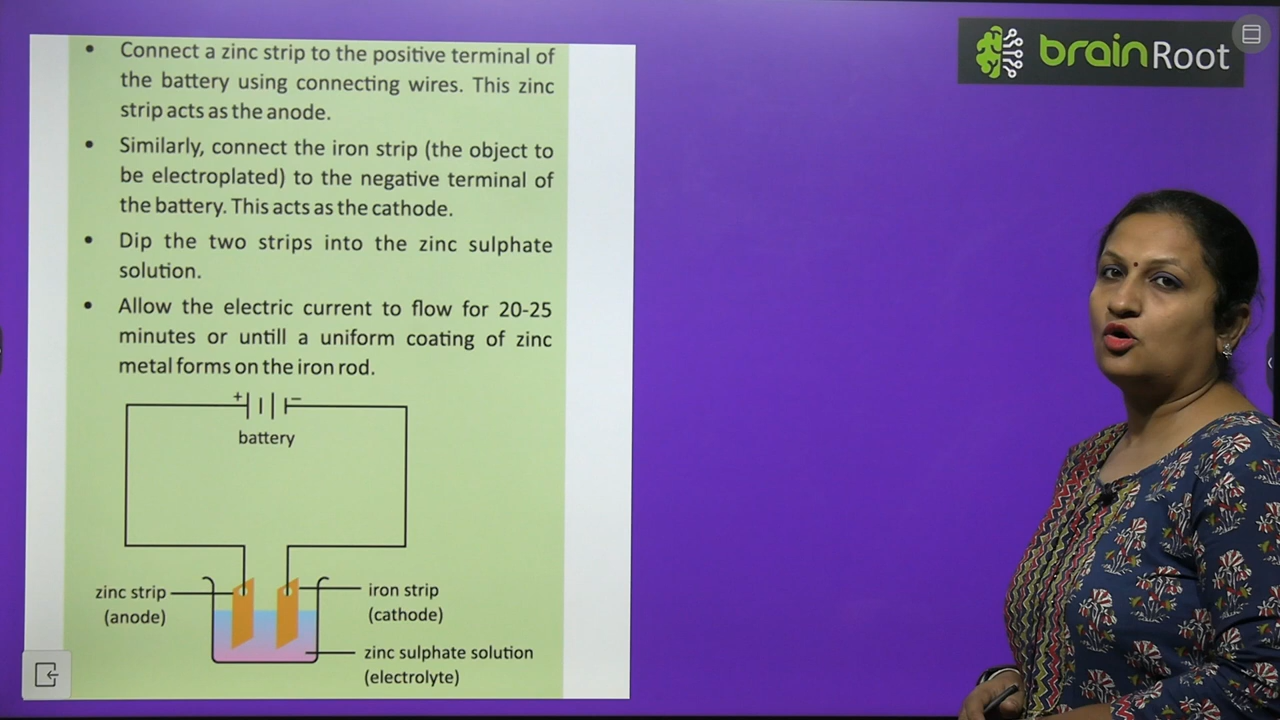 brainRoot
• Connect a zinc strip to the positive terminal of
the battery using connecting wires. This zinc
strip acts as the anode.
• Similarly, connect the iron strip (the object to
be electroplated) to the negative terminal of
the battery. This acts as the cathode.
• Dip the two strips into the zinc sulphate
solution.
• Allow the electric current to flow for 20-25
minutes or untill a uniform coating of zinc
metal forms on the iron rod.
+ −
battery
zinc strip
(anode)
iron strip
(cathode)
zinc sulphate solution
(electrolyte)